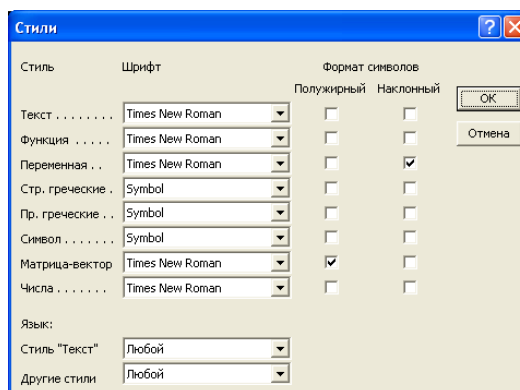 Стили
Стиль Шрифт Формат символов
Полужирный Наклонный
OK
Текст . . . . . . . . Times New Roman
Отмена
Функция . . . . . Times New Roman
Переменная . . Times New Roman
Стр. греческие . Symbol
Пр. греческие . . Symbol
Символ . . . . . . . Symbol
Матрица-вектор Times New Roman
Числа . . . . . . . Times New Roman
Язык:
Стиль "Текст" Любой
Другие стили Любой